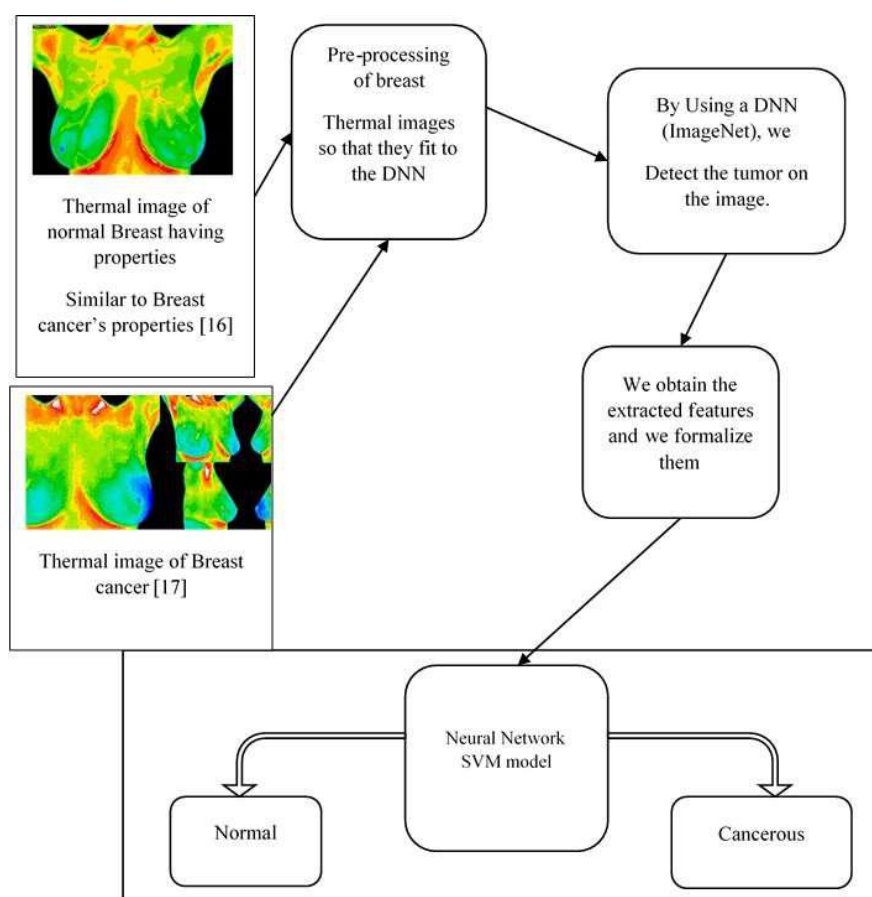 Thermal image of
normal Breast having
properties
Similar to Breast
cancer's properties [16]
Thermal image of Breast
cancer [17]
Pre-processing
of breast
Thermal images
so that they fit to
the DNN
By Using a DNN
(ImageNet), we
Detect the tumor on
the image.
We obtain the
extracted features
and we formalize
them
Neural Network
SVM model
Normal
Cancerous